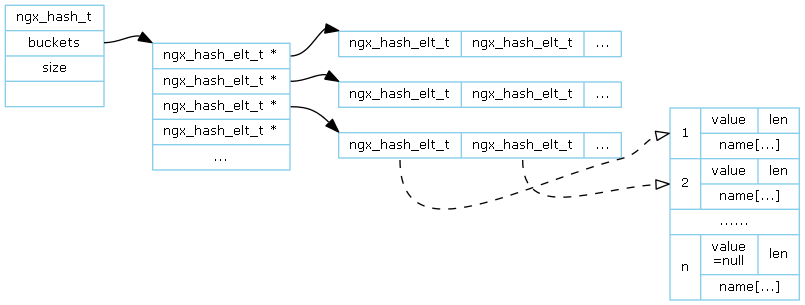 ngx_hash_t
buckets
size
ngx_hash_elt_t *
ngx_hash_elt_t *
ngx_hash_elt_t *
ngx_hash_elt_t *
...
ngx_hash_elt_t ngx_hash_elt_t ...
ngx_hash_elt_t ngx_hash_elt_t ...
ngx_hash_elt_t ngx_hash_elt_t ...
1 value len
name[...]
2 value len
name[...]
......
n value =null len
name[...]